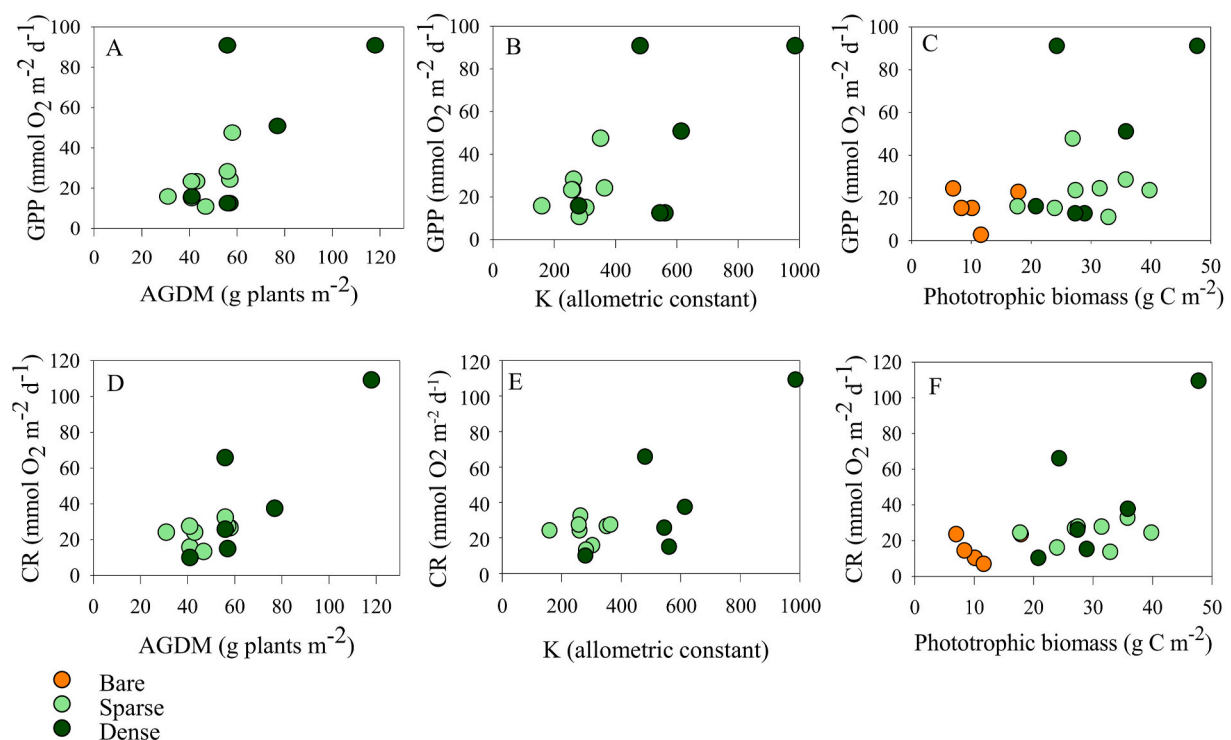 A
GPP (mmol O2 m-2 d-1)
100
80
60
40
20
0
0 20 40 60 80 100 120
AGDM (g plants m-2)
B
GPP (mmol O2 m-2 d-1)
100
80
60
40
20
0
0 200 400 600 800 1000
K (allometric constant)
C
GPP (mmol O2 m-2 d-1)
100
80
60
40
20
0
0 10 20 30 40 50
Phototrophic biomass (g C m-2)
D
CR (mmol O2 m-2 d-1)
120
100
80
60
40
20
0
0 20 40 60 80 100 120
AGDM (g plants m-2)
E
CR (mmol O2 m-2 d-1)
120
100
80
60
40
20
0
0 200 400 600 800 1000
K (allometric constant)
F
CR (mmol O2 m-2 d-1)
120
100
80
60
40
20
0
0 10 20 30 40 50
Phototrophic biomass (g C m-2)
Bare
Sparse
Dense